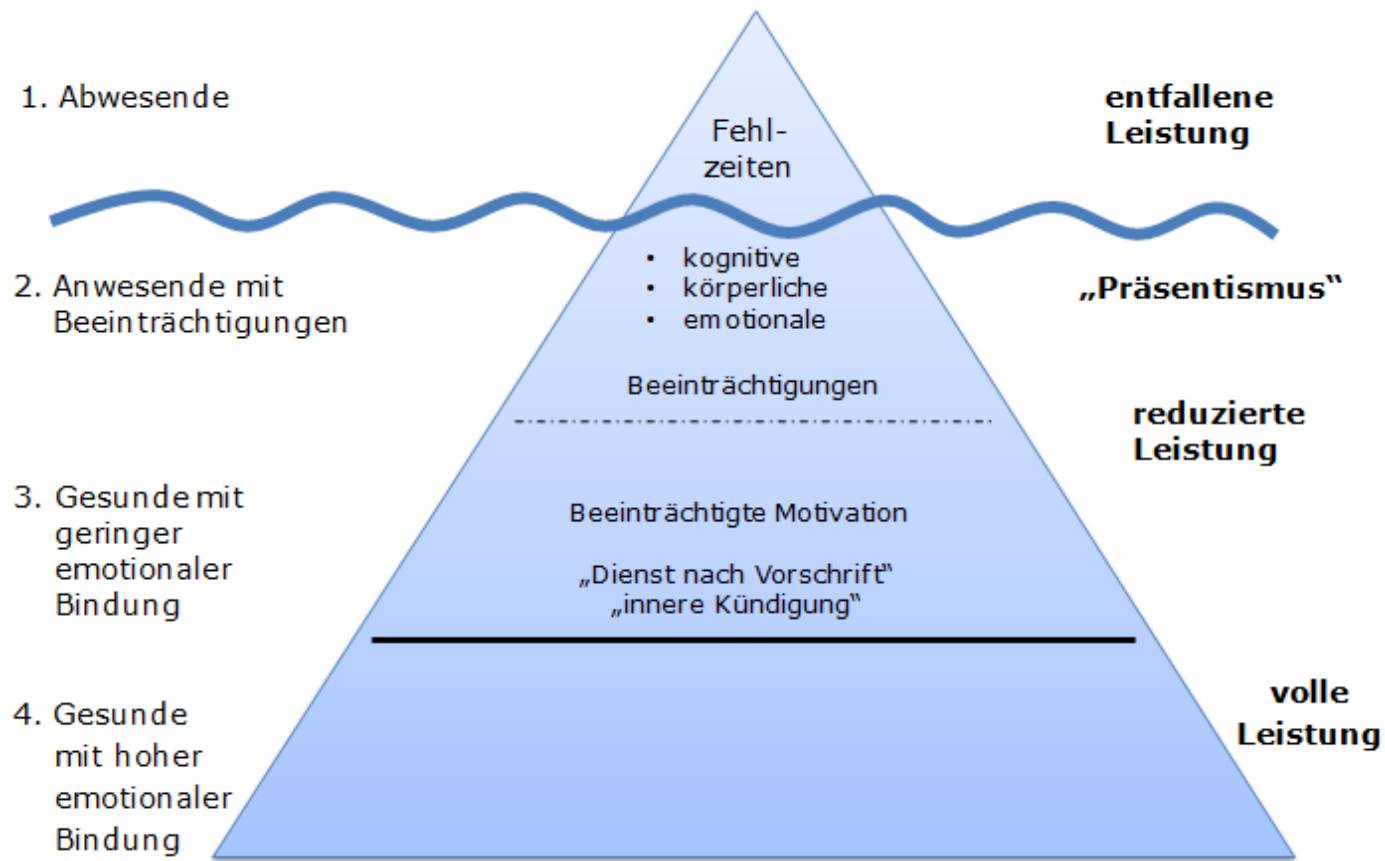 1. Abwesende
entfallene
Leistung
Fehl-
zeiten
2. Anwesende mit
Beeinträchtigungen
• kognitive
• körperliche
• emotionale
„Präsentismus“
Beeinträchtigungen
reduzierte
Leistung
3. Gesunde mit
geringer
emotionaler
Bindung
Beeinträchtigte Motivation
„Dienst nach Vorschrift“
„innere Kündigung“
4. Gesunde
mit hoher
emotionaler
Bindung
volle
Leistung